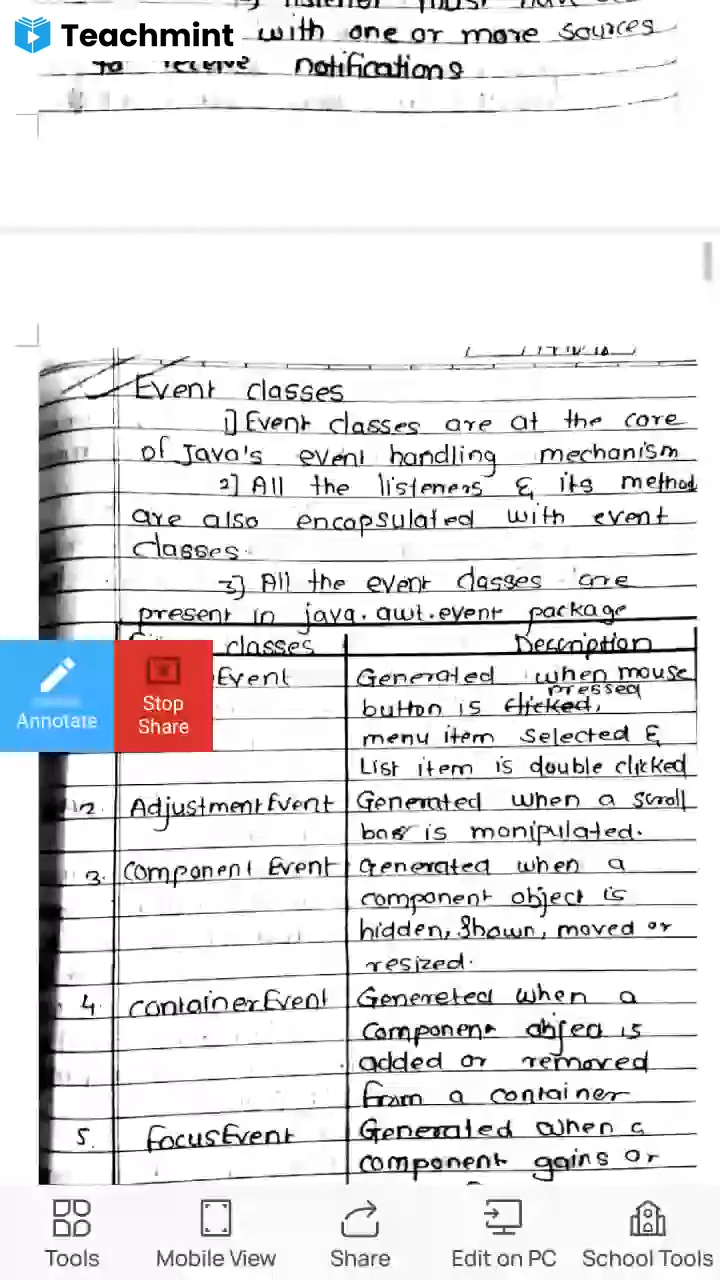 Teachmint
with one or more sources
to receive notifications
Event classes
1] Event classes are at the core
of Java's event handling mechanism
2] All the listeners & its method
are also encapsulated with event
classes.
3] All the event classes are
present in java.awt.event package
classes Description
Event Generated when mouse
pressed
button is clicked,
menu item selected &
List item is double clicked
2. AdjustmentEvent Generated when a scroll
bar is monipulated.
3. Component Event Generated when a
component object is
hidden, Shown, moved or
resized.
4. ContainerEvent Genereted when a
component object is
added or removed
from a container
5. FocusEvent Generated when a
component gains or
Annotate
Stop
Share
Tools
Mobile View
Share
Edit on PC
School Tools